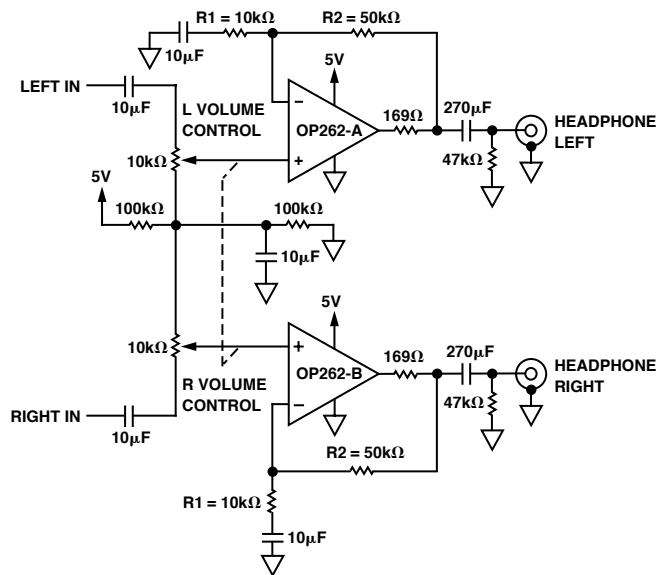 R1 = 10kΩ
R2 = 50kΩ
10µF
5V
LEFT IN
10µF
L VOLUME
CONTROL
−
OP262-A
+
169Ω
270µF
HEADPHONE
LEFT
10kΩ
47kΩ
5V
100kΩ
100kΩ
10µF
5V
10kΩ
+
OP262-B
−
169Ω
270µF
HEADPHONE
RIGHT
R VOLUME
CONTROL
47kΩ
RIGHT IN
10µF
R2 = 50kΩ
R1 = 10kΩ
10µF